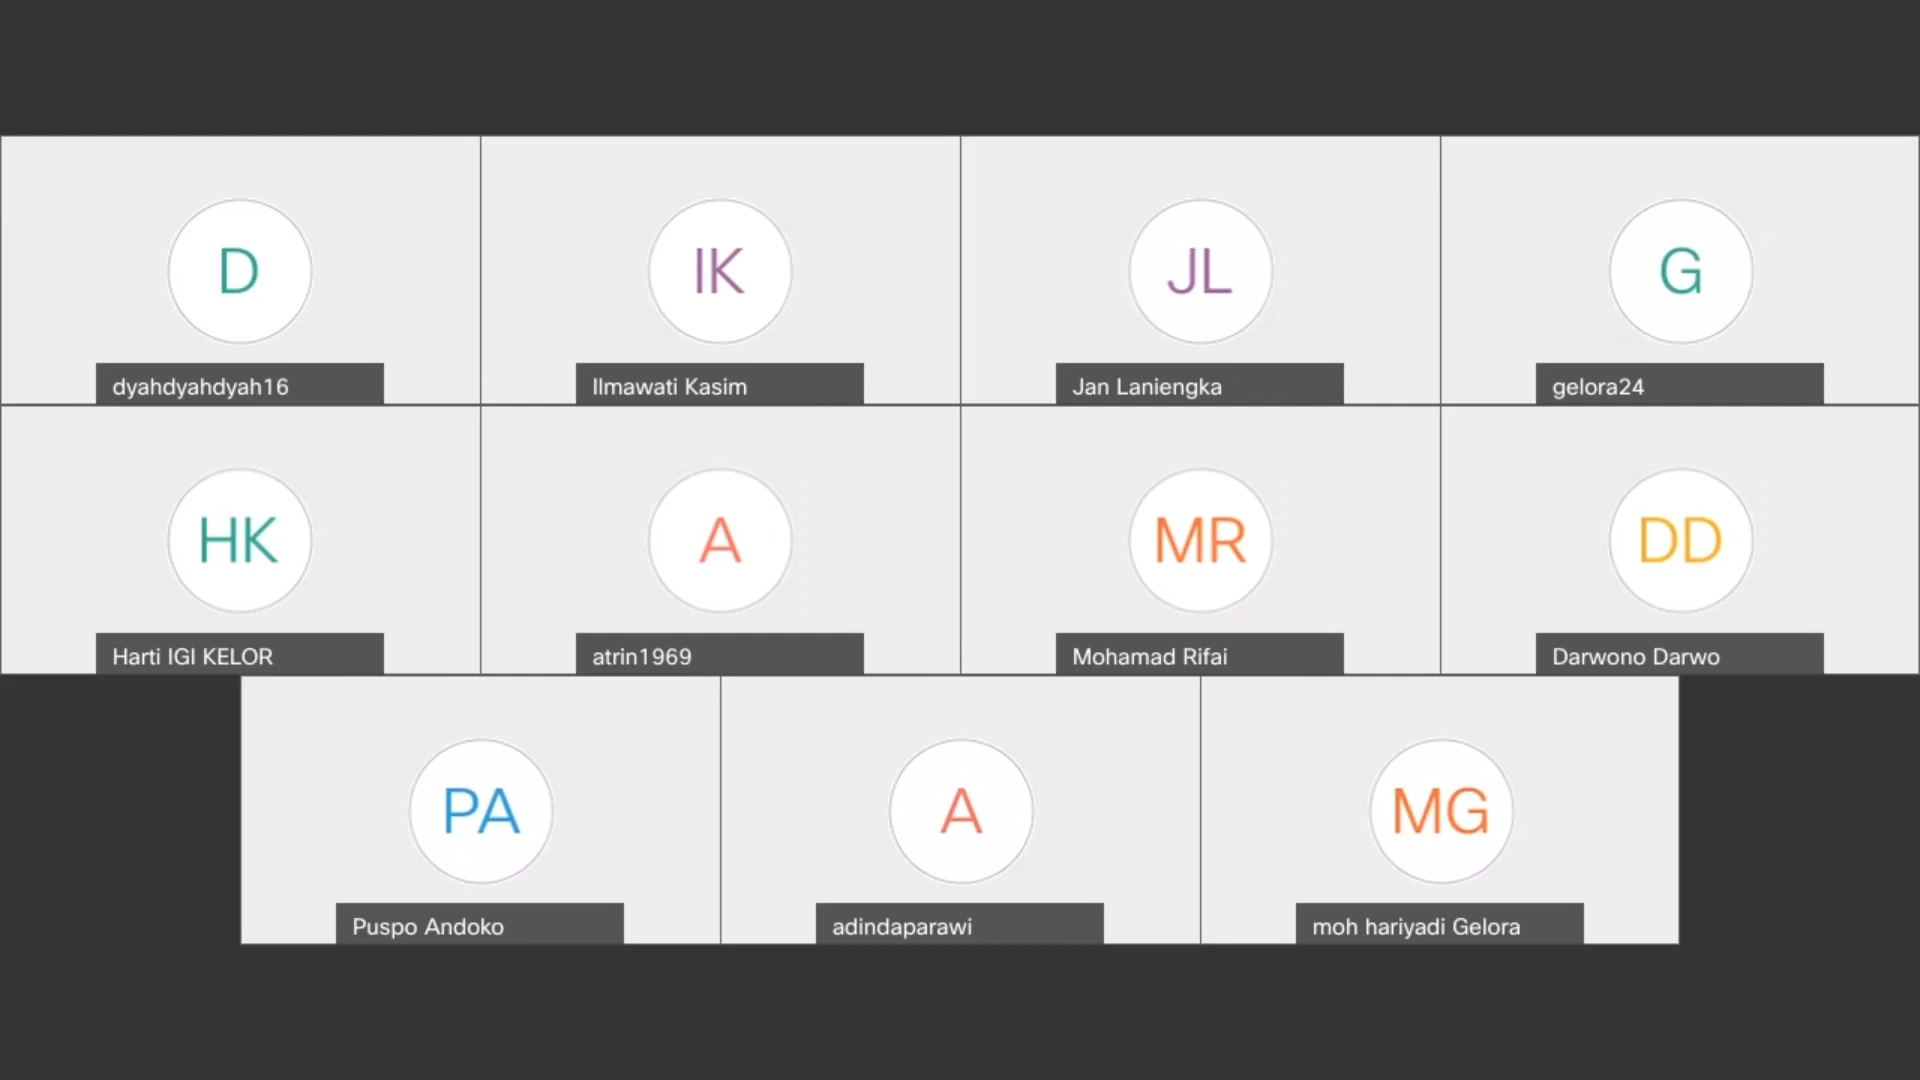 D
IK
JL
G
dyahdyahdyah16
Ilmawati Kasim
Jan Laniengka
gelora24
HK
A
MR
DD
Harti IGI KELOR
atrin1969
Mohamad Rifai
Darwono Darwo
PA
A
MG
Puspo Andoko
adindaparawi
moh hariyadi Gelora